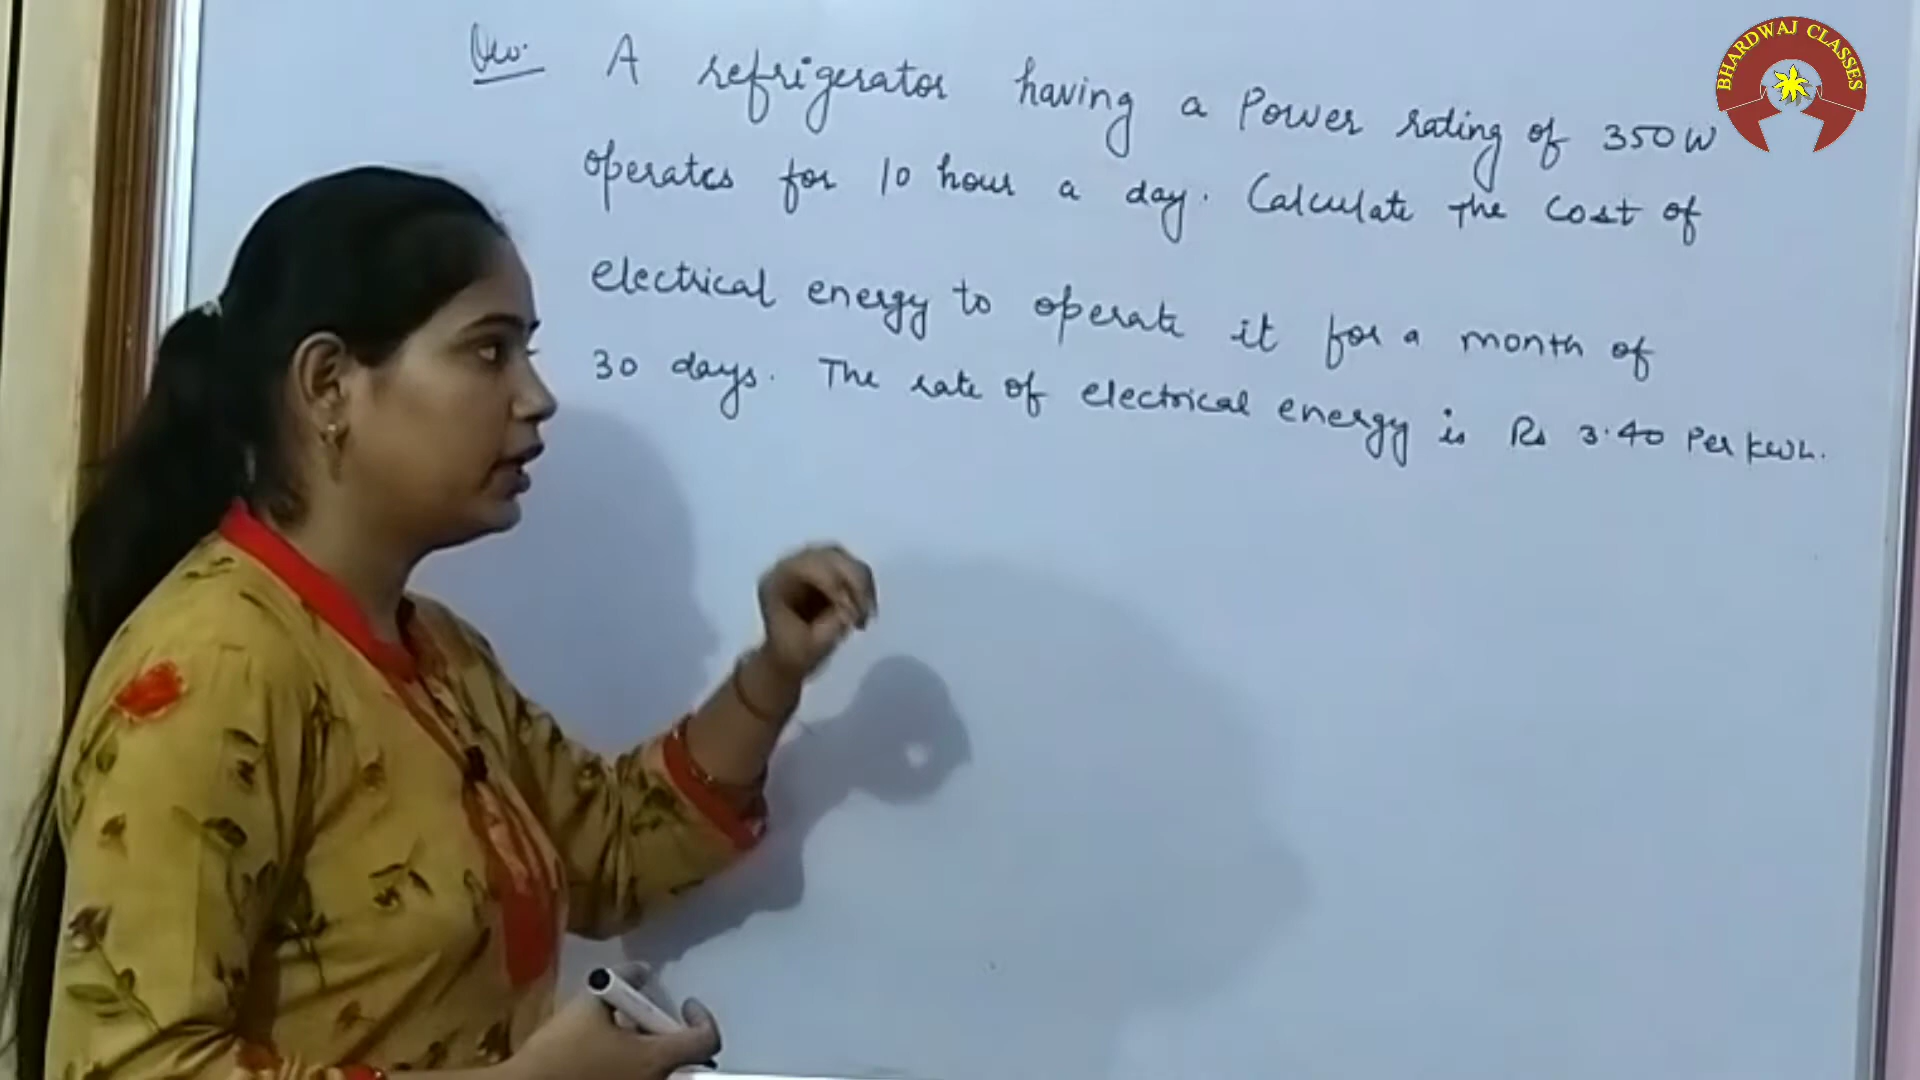 Que. A refrigerator having a Power rating of 350W
operates for 10 hour a day. Calculate the cost of
electrical energy to operate it for a month of
30 days. The rate of electrical energy is Rs 3.40 Per kwh.
BHARDWAJ CLASSES